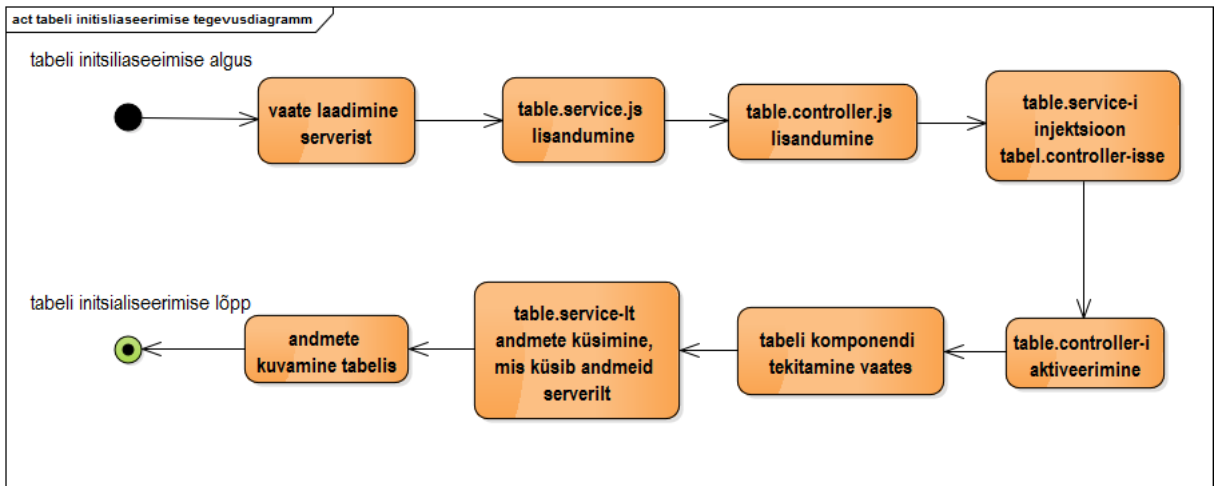 act tabeli initisliaseerimise tegevusdiagramm
tabeli initsiliaseeimise algus
vaate laadimine
serverist
table.service.js
lisandumine
table.controller.js
lisandumine
table.service-i
injektsioon
tabel.controller-isse
table.controller-i
aktiveerimine
tabeli komponendi
tekitamine vaates
table.service-lt
andmete küsimine,
mis küsib andmeid
serverilt
andmete
kuvamine tabelis
tabeli initsialiseerimise lõpp